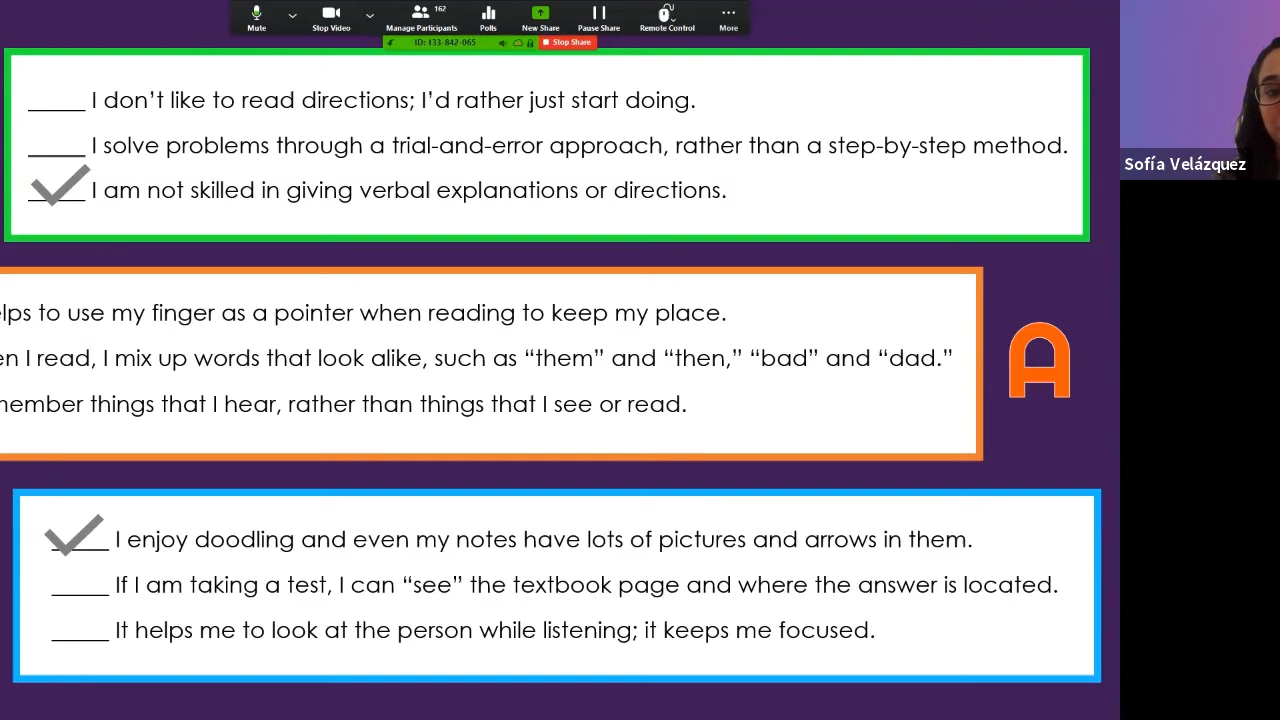 162
Mute
Stop Video
Manage Participants
Polls
New Share
Pause Share
Remote Control
More
ID: 133-842-065
Stop Share
_____ I don’t like to read directions; I’d rather just start doing.
_____ I solve problems through a trial-and-error approach, rather than a step-by-step method.
_____ I am not skilled in giving verbal explanations or directions.
to use my finger as a pointer when reading to keep my place.
I read, I mix up words that look alike, such as “them” and “then,” “bad” and “dad.”
things that I hear, rather than things that I see or read.
A
_____ I enjoy doodling and even my notes have lots of pictures and arrows in them.
_____ If I am taking a test, I can “see” the textbook page and where the answer is located.
_____ It helps me to look at the person while listening; it keeps me focused.
Sofía Velázquez